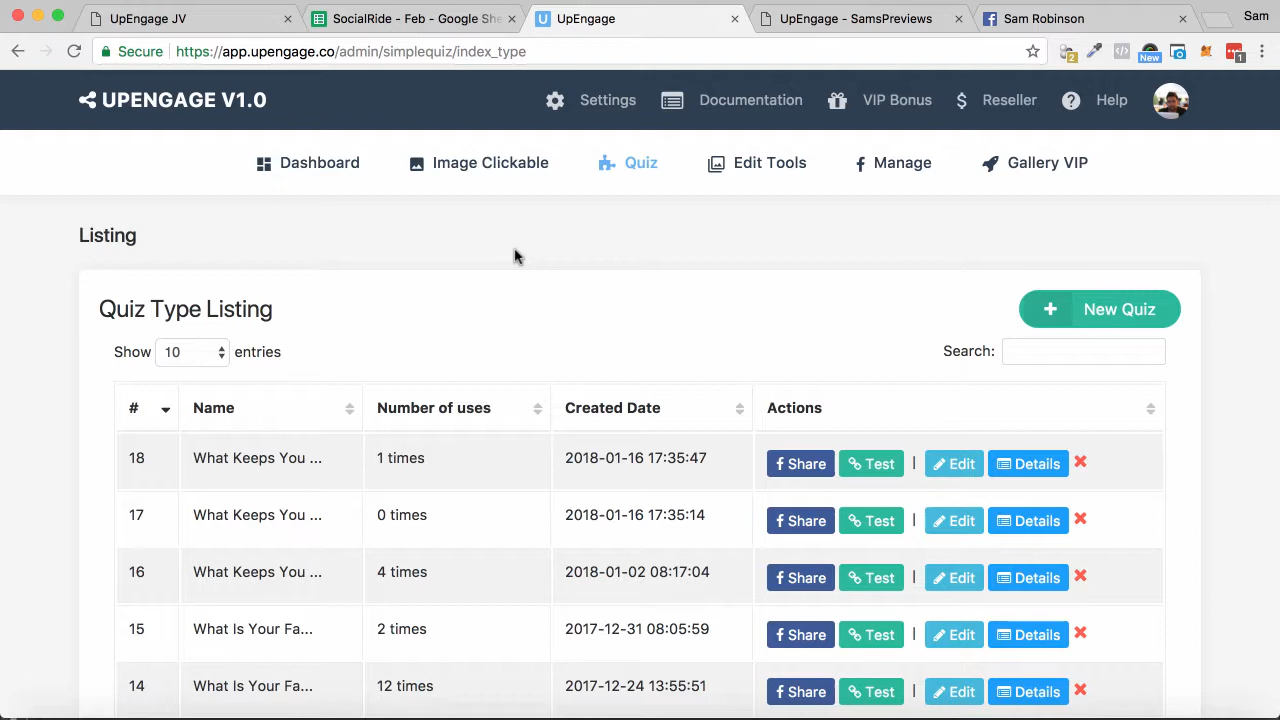 UpEngage JV
SocialRide - Feb - Google She
UpEngage
UpEngage - SamsPreviews
Sam Robinson
Sam
Secure https://app.upengage.co/admin/simplequiz/index_type
2
New
1
UPENGAGE V1.0
Settings
Documentation
VIP Bonus
Reseller
Help
Dashboard
Image Clickable
Quiz
Edit Tools
Manage
Gallery VIP
Listing
Quiz Type Listing
New Quiz
Show 10 entries
Search:
# Name Number of uses Created Date Actions
18 What Keeps You ... 1 times 2018-01-16 17:35:47 Share Test | Edit Details
17 What Keeps You ... 0 times 2018-01-16 17:35:14 Share Test | Edit Details
16 What Keeps You ... 4 times 2018-01-02 08:17:04 Share Test | Edit Details
15 What Is Your Fa... 2 times 2017-12-31 08:05:59 Share Test | Edit Details
14 What Is Your Fa... 12 times 2017-12-24 13:55:51 Share Test | Edit Details